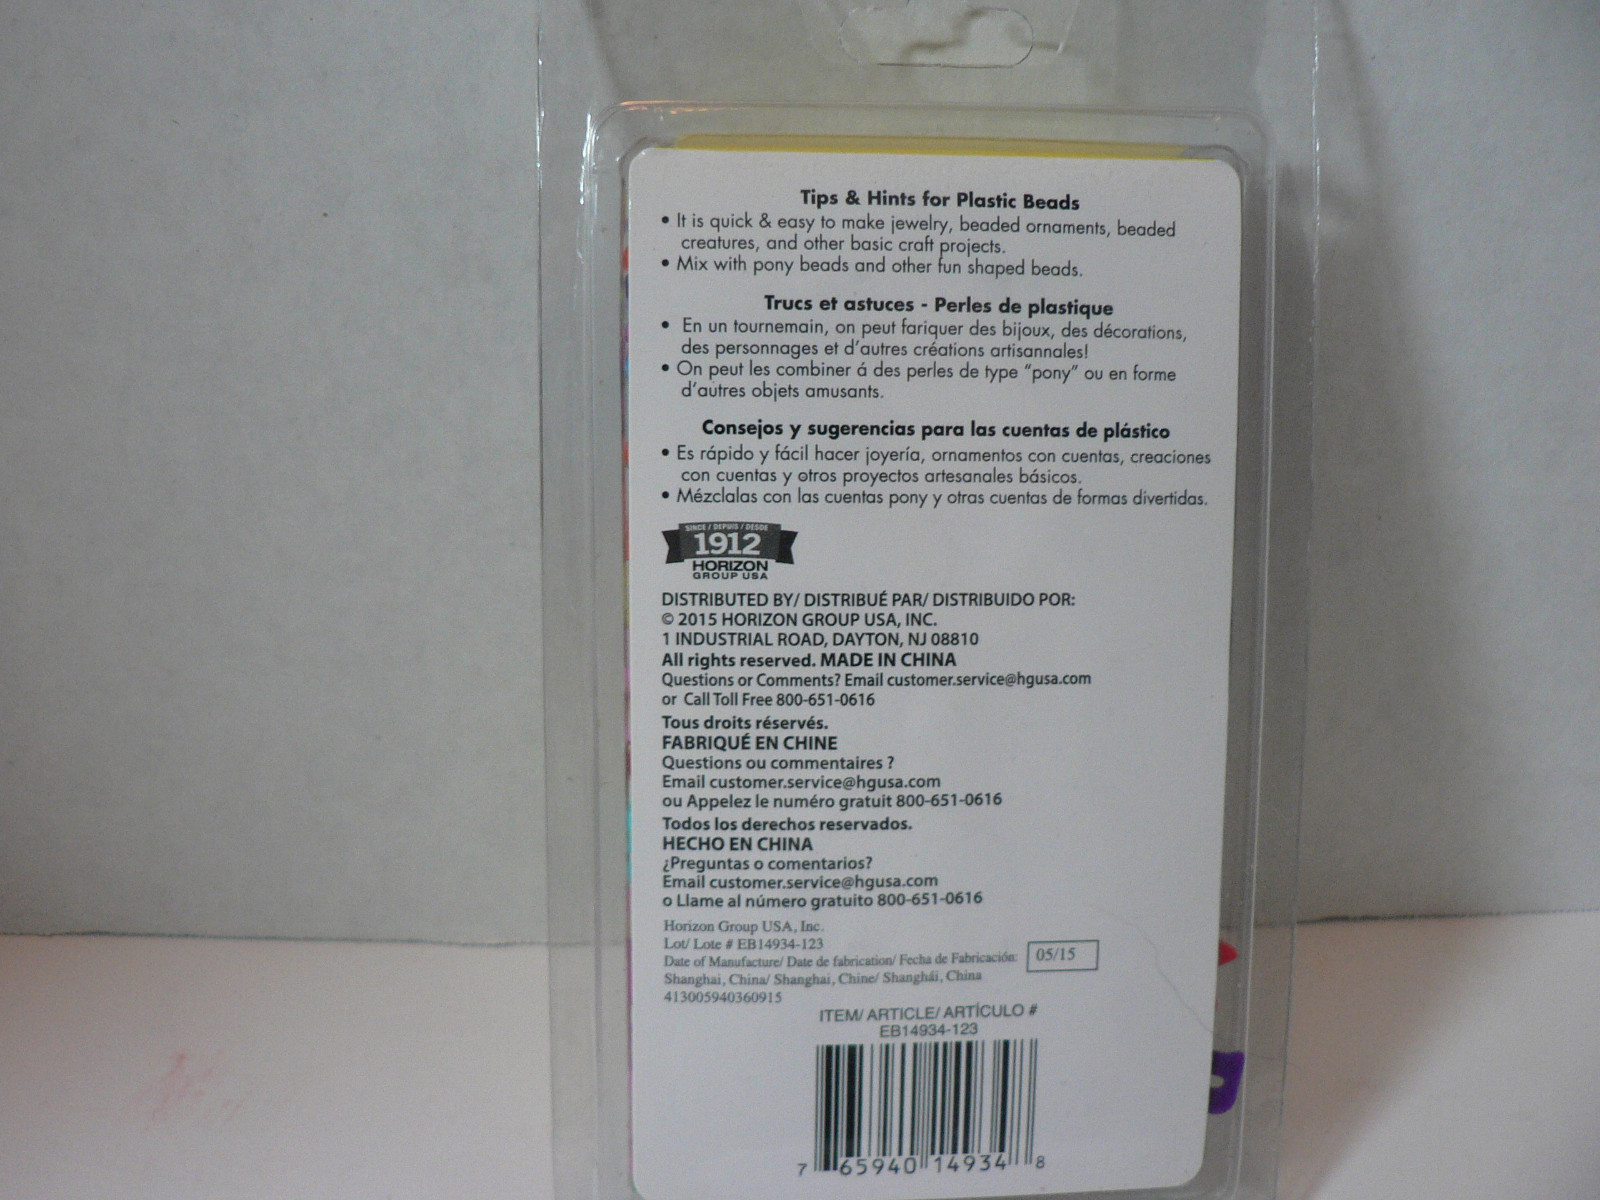 Tips & Hints for Plastic Beads
• It is quick & easy to make jewelry, beaded ornaments, beaded
creatures, and other basic craft projects.
• Mix with pony beads and other fun shaped beads.
Trucs et astuces - Perles de plastique
• En un tournemain, on peut fariquer des bijoux, des décorations,
des personnages et d'autres créations artisannales!
• On peut les combiner á des perles de type "pony" ou en forme
d'autres objets amusants.
Consejos y sugerencias para las cuentas de plástico
• Es rápido y fácil hacer joyería, ornamentos con cuentas, creaciones
con cuentas y otros proyectos artesanales básicos.
• Mézclalas con las cuentas pony y otras cuentas de formas divertidas.
SINCE / DEPUIS / DESDE
1912
HORIZON
GROUP USA
DISTRIBUTED BY/ DISTRIBUÉ PAR/ DISTRIBUIDO POR:
© 2015 HORIZON GROUP USA, INC.
1 INDUSTRIAL ROAD, DAYTON, NJ 08810
All rights reserved. MADE IN CHINA
Questions or Comments? Email customer.service@hgusa.com
or Call Toll Free 800-651-0616
Tous droits réservés.
FABRIQUÉ EN CHINE
Questions ou commentaires ?
Email customer.service@hgusa.com
ou Appelez le numéro gratuit 800-651-0616
Todos los derechos reservados.
HECHO EN CHINA
¿Preguntas o comentarios?
Email customer.service@hgusa.com
o Llame al número gratuito 800-651-0616
Horizon Group USA, Inc.
Lot/ Lote # EB14934-123
Date of Manufacture/ Date de fabrication/ Fecha de Fabricación: 05/15
Shanghai, China/ Shanghai, Chine/ Shanghái, China
413005940360915
ITEM/ ARTICLE/ ARTÍCULO #
EB14934-123
7 65940 14934 8